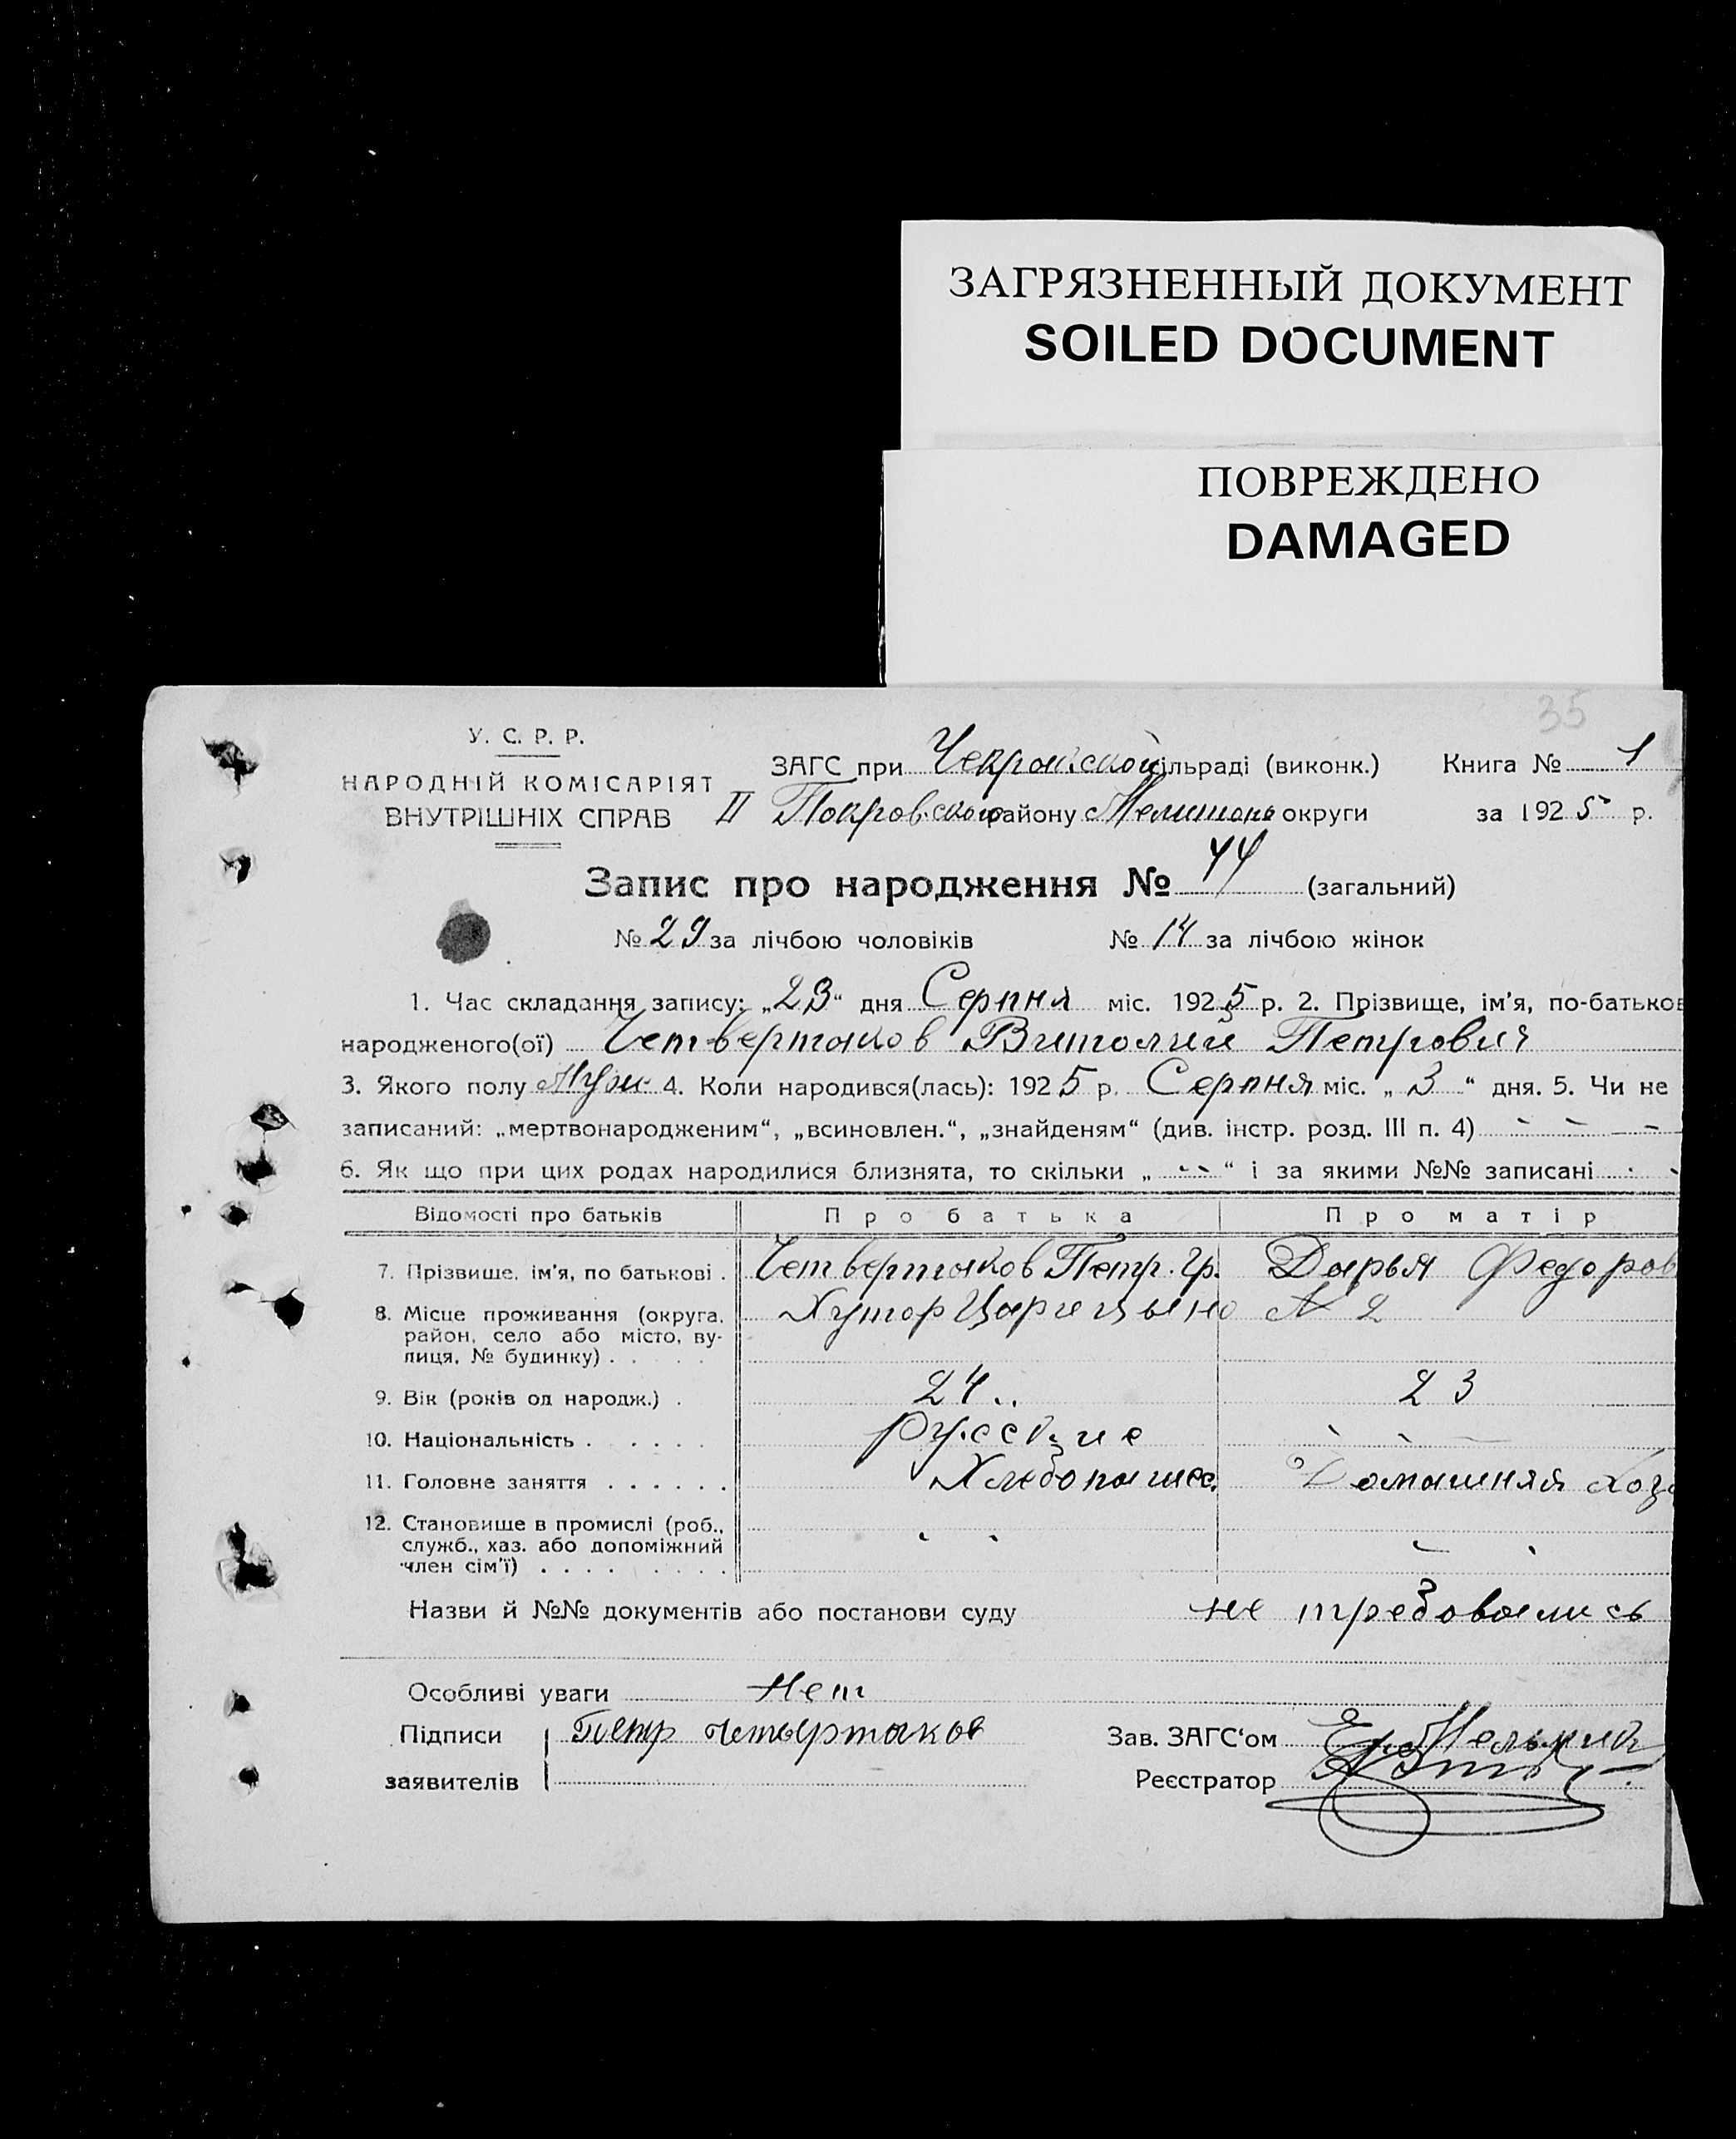 ЗАГРЯЗНЕННЫЙ ДОКУМЕНТ
SOILED DOCUMENT
ПОВРЕЖДЕНО
DAMAGED
35
У. С. Р. Р.
НАРОДНІЙ КОМІСАРІЯТ
ВНУТРІШНІХ СПРАВ
ЗАГС при сільраді (виконк.) Книга № 1
II Покровского району округи за 1925 р.
Запис про народження № 44 (загальний)
№ 29 за лічбою чоловіків № 14 за лічбою жінок
1. Час складання запису: „23“ дня Серпня міс. 1925 р. 2. Прізвище, ім'я, по-батьков
народженого(ої) Четвертаков Витолий Петрович
3. Якого полу Муж. 4. Коли народився(лась): 1925 р. Серпня міс. „3“ дня. 5. Чи не
записаний: „мертвонародженим“, „всиновлен.“, „знайденям“ (див. інстр. розд. III п. 4) - - -
6. Як що при цих родах народилися близнята, то скільки „ - - “ і за якими №№ записані - -
Відомості про батьків Про батька Про матір
7. Прізвище, ім'я, по батькові . Четвертаков Петр. Гр. Дарья Федоров
8. Місце проживання (округа, район, село або місто, вулиця, № будинку) . . . . . Хутор № 2
9. Вік (років од народж.) . 24 23
10. Національність . . . . . русские - -
11. Головне заняття . . . . . . Хлебопашес. Домашняя Хозя
12. Становище в промислі (роб., служб., хаз. або допоміжний член сім'ї) . . . . . . . . - - - -
Назви й №№ документів або постанови суду не требовались
Особливі уваги Нет
Підписи Петр четвертаков Зав. ЗАГС‘ом
заявителів Реєстратор